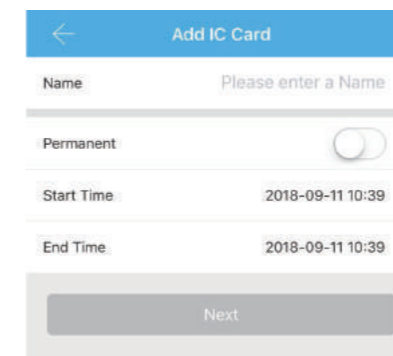 Add IC Card
Name Please enter a Name
Permanent
Start Time 2018-09-11 10:39
End Time 2018-09-11 10:39
Next